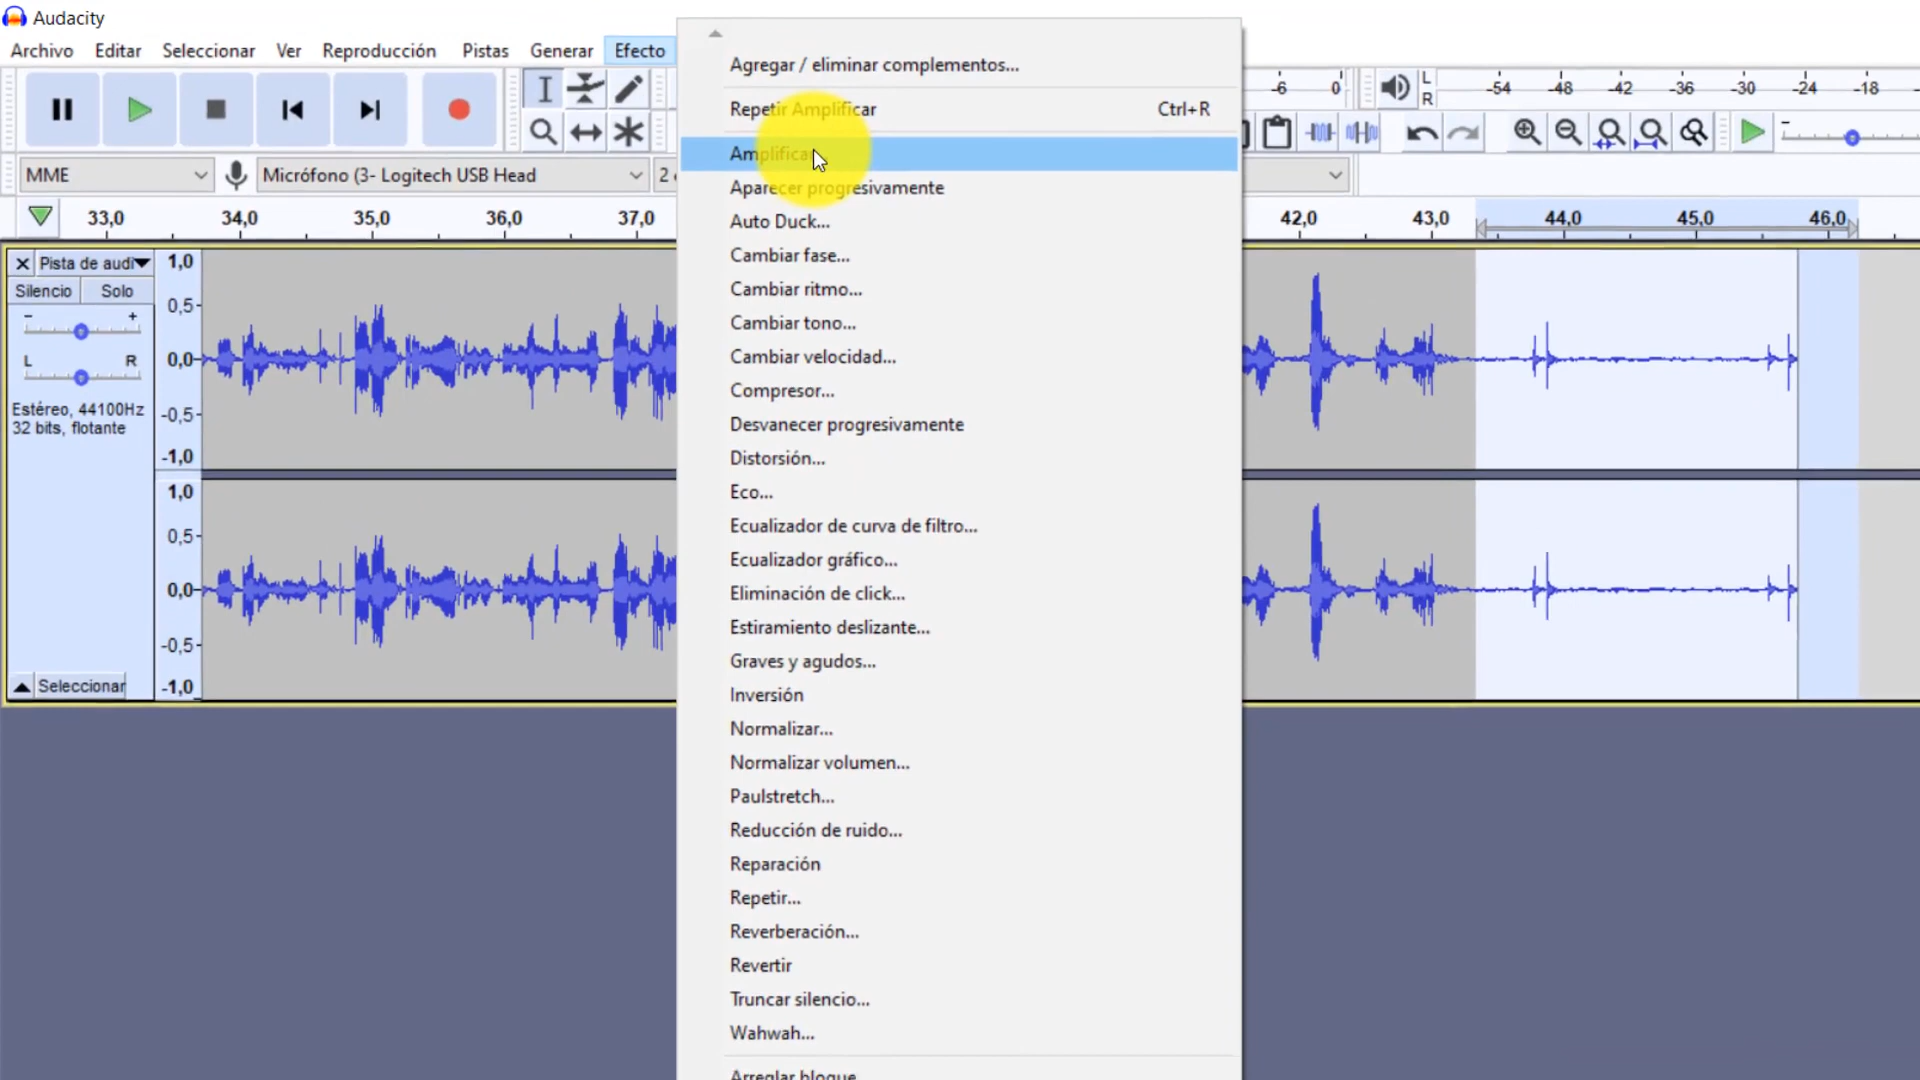 Audacity
Archivo Editar Seleccionar Ver Reproducción Pistas Generar Efecto
Agregar / eliminar complementos...
Repetir Amplificar Ctrl+R
Amplificar
Aparecer progresivamente
Auto Duck...
Cambiar fase...
Cambiar ritmo...
Cambiar tono...
Cambiar velocidad...
Compresor...
Desvanecer progresivamente
Distorsión...
Eco...
Ecualizador de curva de filtro...
Ecualizador gráfico...
Eliminación de click...
Estiramiento deslizante...
Graves y agudos...
Inversión
Normalizar...
Normalizar volumen...
Paulstretch...
Reducción de ruido...
Reparación
Repetir...
Reverberación...
Revertir
Truncar silencio...
Wahwah...
Arreglar bloque
-6 0 L R -54 -48 -42 -36 -30 -24 -18
MME Micrófono (3- Logitech USB Head 2
33,0 34,0 35,0 36,0 37,0 42,0 43,0 44,0 45,0 46,0
Pista de audi
Silencio Solo
- +
L R
Estéreo, 44100Hz
32 bits, flotante
Seleccionar
1,0
0,5
0,0
-0,5
-1,0
1,0
0,5
0,0
-0,5
-1,0